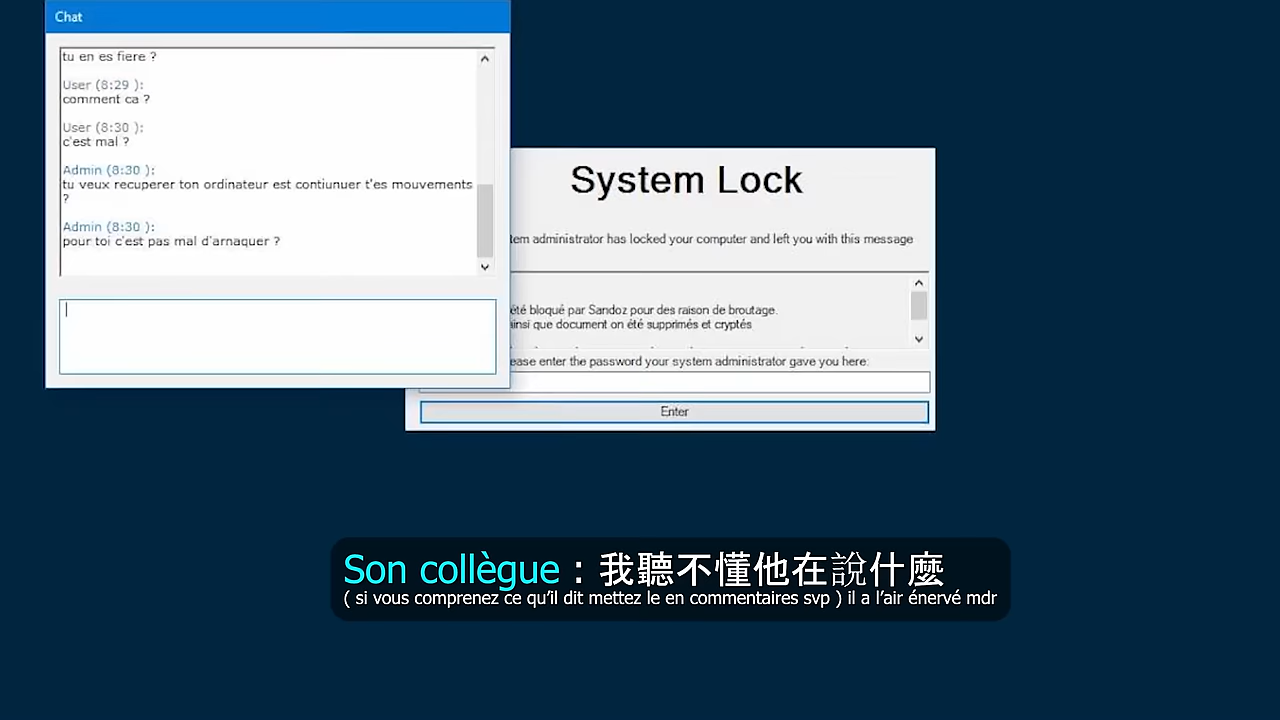 Chat
tu en es fiere ?
User (8:29 ):
comment ca ?
User (8:30 ):
c'est mal ?
Admin (8:30 ):
tu veux recuperer ton ordinateur est contiunuer t'es mouvements
?
Admin (8:30 ):
pour toi c'est pas mal d'arnaquer ?
System Lock
administrator has locked your computer and left you with this message
été bloqué par Sandoz pour des raison de broutage.
ainsi que document on été supprimés et cryptés
enter the password your system administrator gave you here:
Enter
Son collègue : 我聽不懂他在說什麼
( si vous comprenez ce qu'il dit mettez le en commentaires svp ) il a l'air énervé mdr